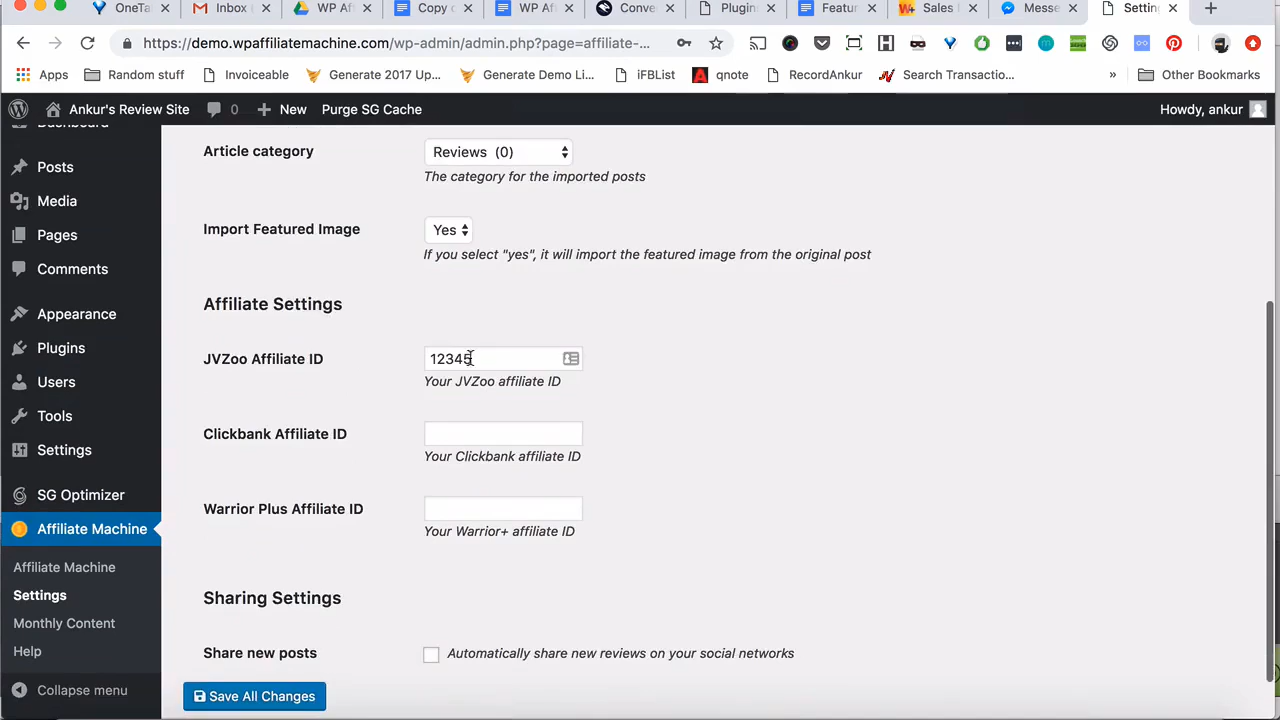 OneTa
Inbox (
WP Af
Copy c
WP Af
Conve
Plugin
Featur
Sales
Messe
Settin
https://demo.wpaffiliatemachine.com/wp-admin/admin.php?page=affiliate-...
Apps
Random stuff
Invoiceable
Generate 2017 Up...
Generate Demo Li...
iFBList
qnote
RecordAnkur
Search Transactio...
»
Other Bookmarks
Ankur's Review Site
0
New
Purge SG Cache
Howdy, ankur
Dashboard
Posts
Media
Pages
Comments
Appearance
Plugins
Users
Tools
Settings
SG Optimizer
Affiliate Machine
Affiliate Machine
Settings
Monthly Content
Help
Collapse menu
Article category
Reviews (0)
The category for the imported posts
Import Featured Image
Yes
If you select "yes", it will import the featured image from the original post
Affiliate Settings
JVZoo Affiliate ID
12345
Your JVZoo affiliate ID
Clickbank Affiliate ID
Your Clickbank affiliate ID
Warrior Plus Affiliate ID
Your Warrior+ affiliate ID
Sharing Settings
Share new posts
Automatically share new reviews on your social networks
Save All Changes